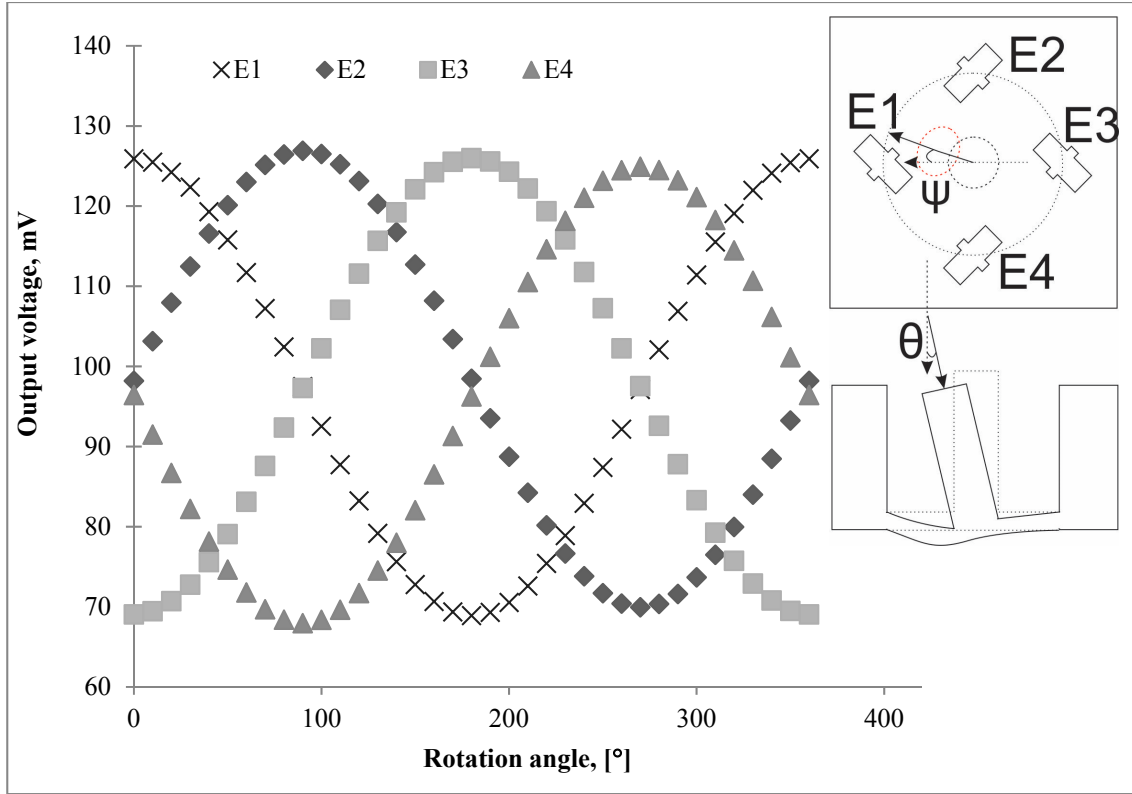 140
130
120
110
100
90
80
70
60
Output voltage, mV
E1 E2 E3 E4
0 100 200 300 400
Rotation angle, [°]
E2
E1
E3
ψ
E4
θ